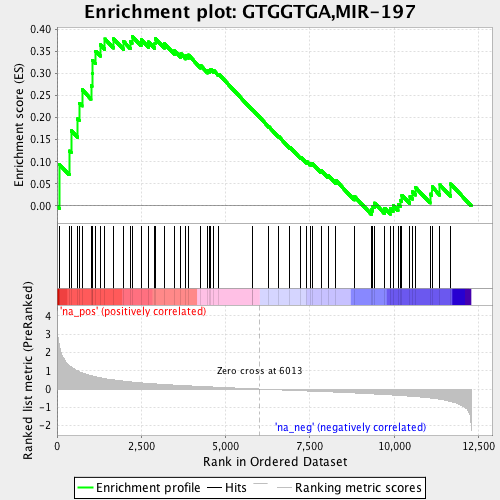 Enrichment plot: GTGGTGA,MIR-197
Enrichment score (ES)
0.40
0.35
0.30
0.25
0.20
0.15
0.10
0.05
0.00
'na_pos' (positively correlated)
Ranked list metric (PreRanked)
4
3
2
1
0
-1
-2
Zero cross at 6013
'na_neg' (negatively correlated)
0
2,500
5,000
7,500
10,000
12,500
Rank in Ordered Dataset
Enrichment profile
Hits
Ranking metric scores